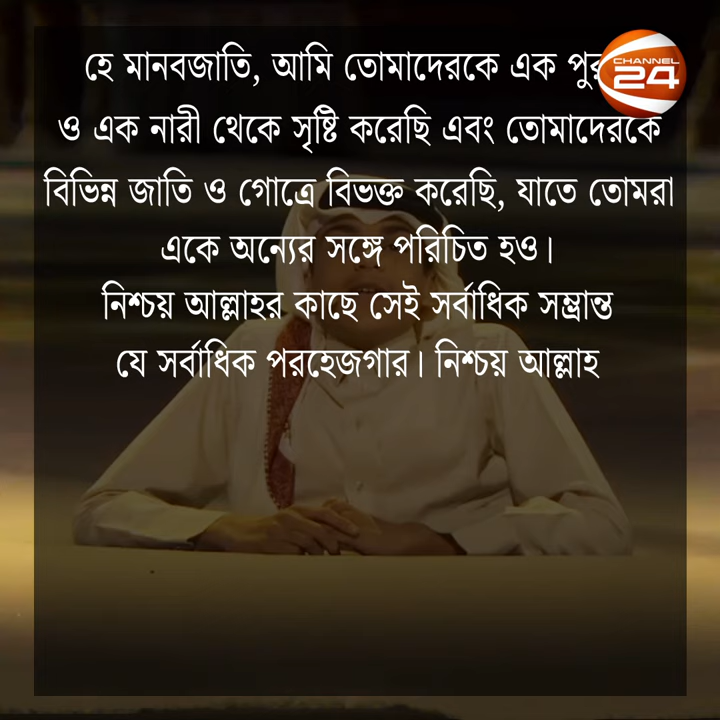 হে মানবজাতি, আমি তোমাদেরকে এক
CHANNEL
24
ও এক নারী থেকে সৃষ্টি করেছি এবং তোমাদেরকে
বিভিন্ন জাতি ও গোত্রে বিভক্ত করেছি, যাতে তোমরা
একে অন্যের সঙ্গে পরিচিত হও।
নিশ্চয় আল্লাহর কাছে সেই সর্বাধিক সম্ভ্রান্ত
যে সর্বাধিক পরহেজগার। নিশ্চয় আল্লাহ